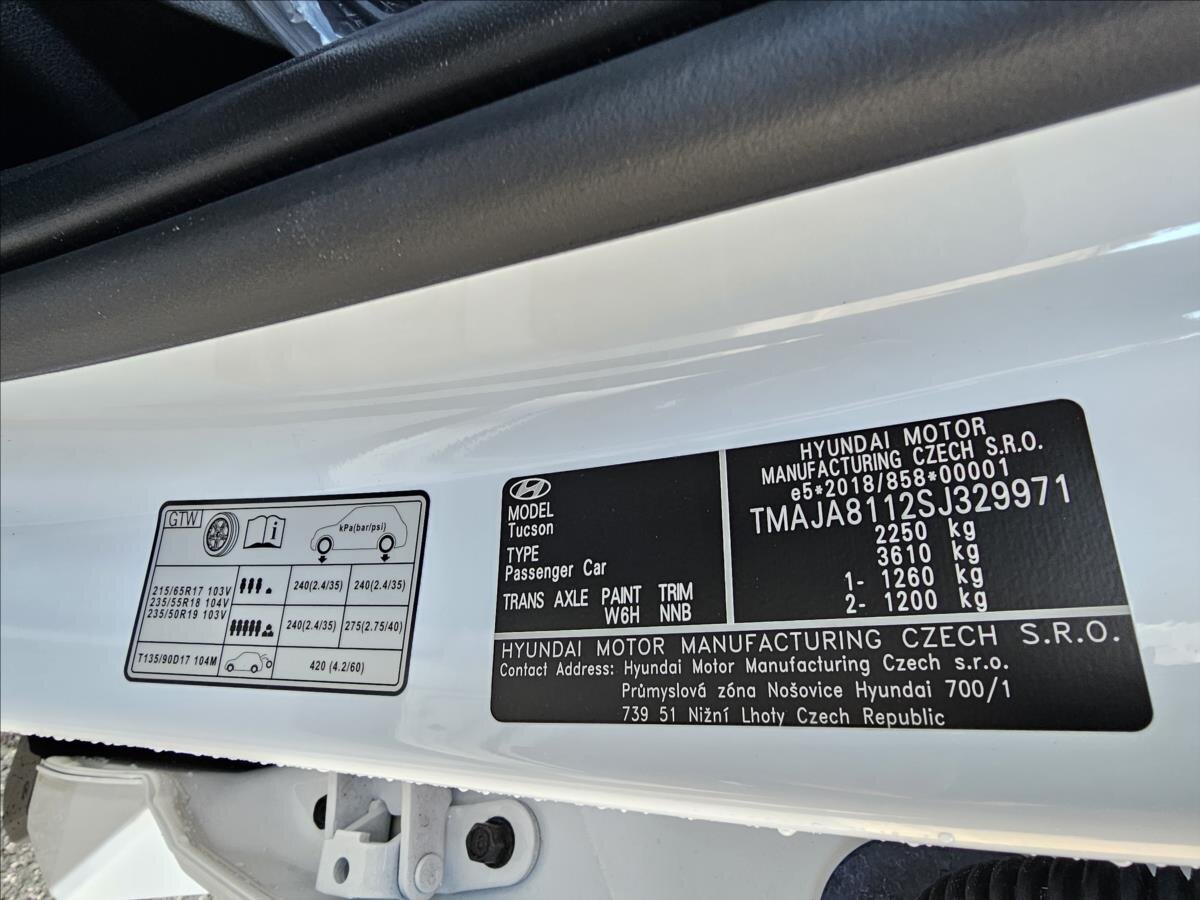 GTW
i
kPa(bar/psi)
215/65R17 103V
235/55R18 104V
235/50R19 103V
240(2.4/35) 240(2.4/35)
240(2.4/35) 275(2.75/40)
T135/90D17 104M 420 (4.2/60)
MODEL
Tucson
TYPE
Passenger Car
TRANS AXLE PAINT TRIM
W6H NNB
HYUNDAI MOTOR
MANUFACTURING CZECH S.R.O.
e5*2018/858*00001
TMAJA8112SJ329971
2250 kg
3610 kg
1- 1260 kg
2- 1200 kg
HYUNDAI MOTOR MANUFACTURING CZECH S.R.O.
Contact Address: Hyundai Motor Manufacturing Czech s.r.o.
Průmyslová zóna Nošovice Hyundai 700/1
739 51 Nižní Lhoty Czech Republic